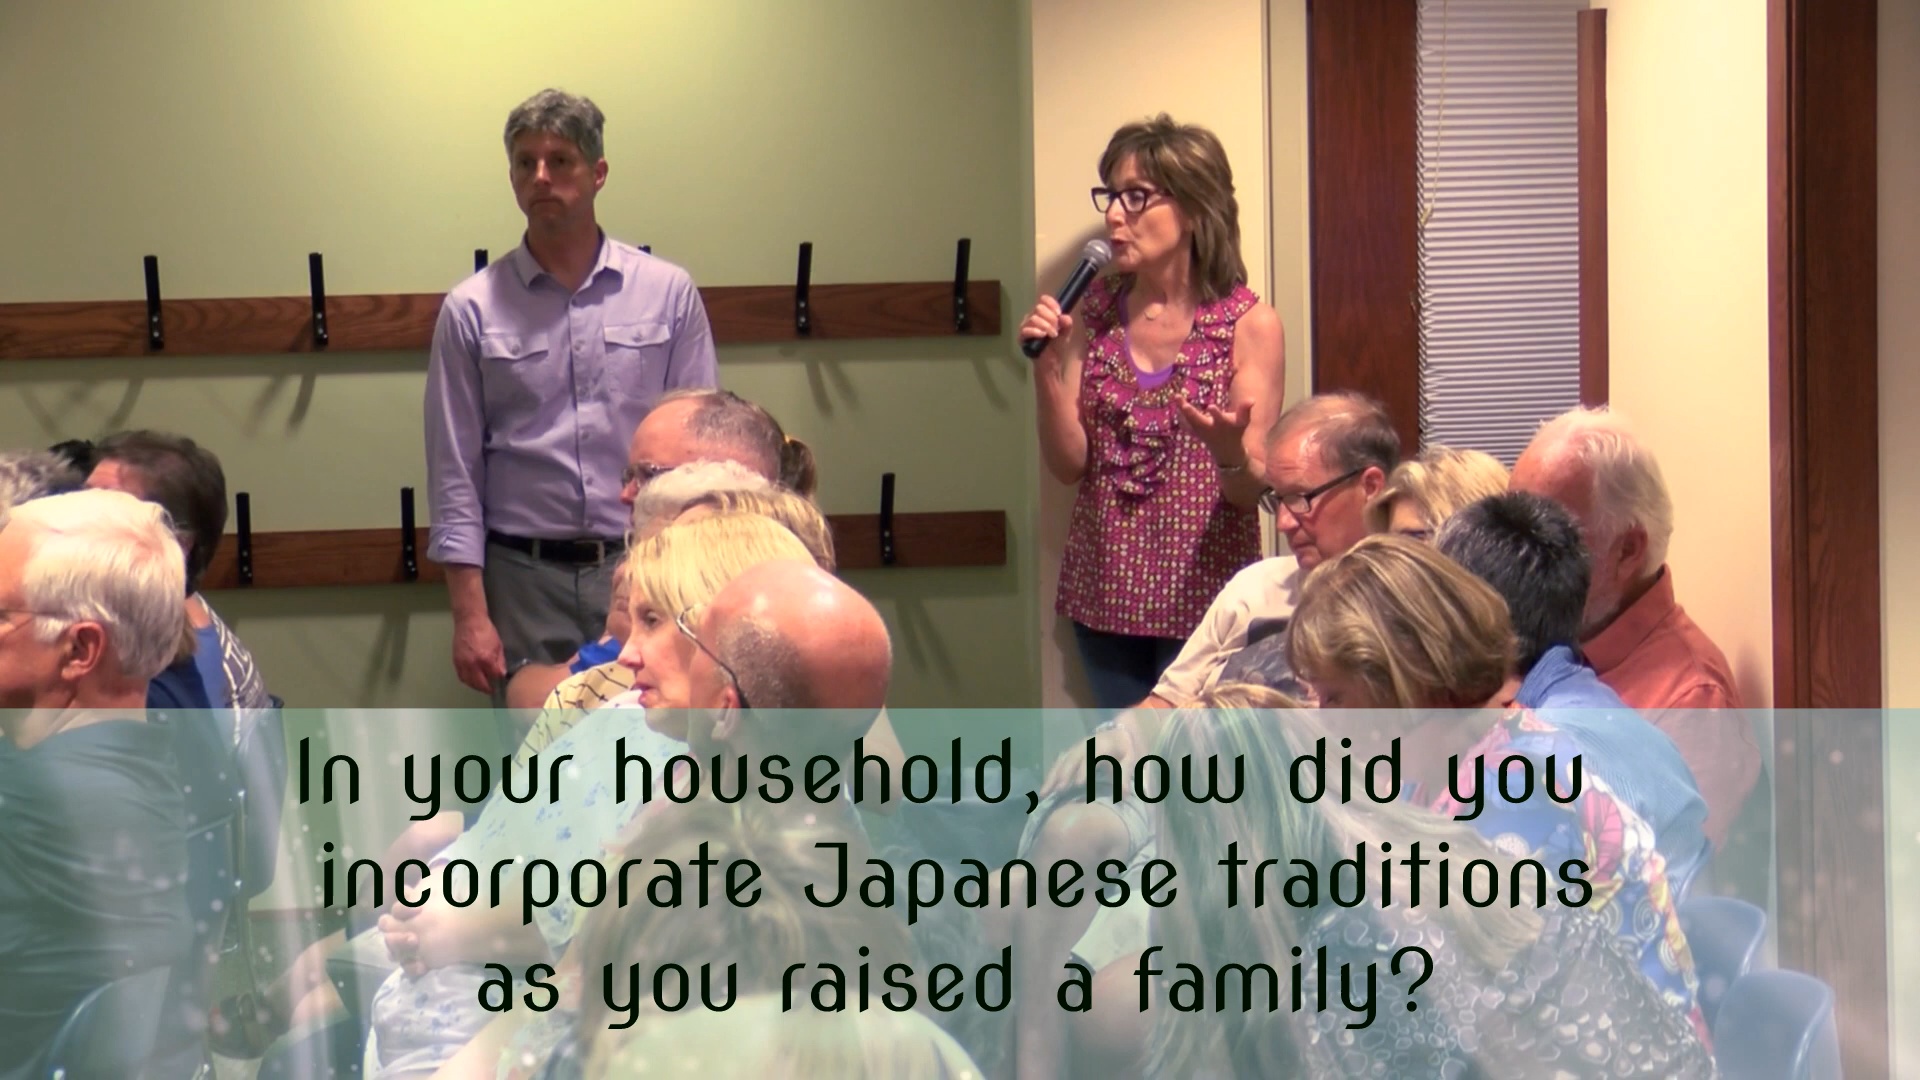 In your household, how did you
incorporate Japanese traditions
as you raised a family?